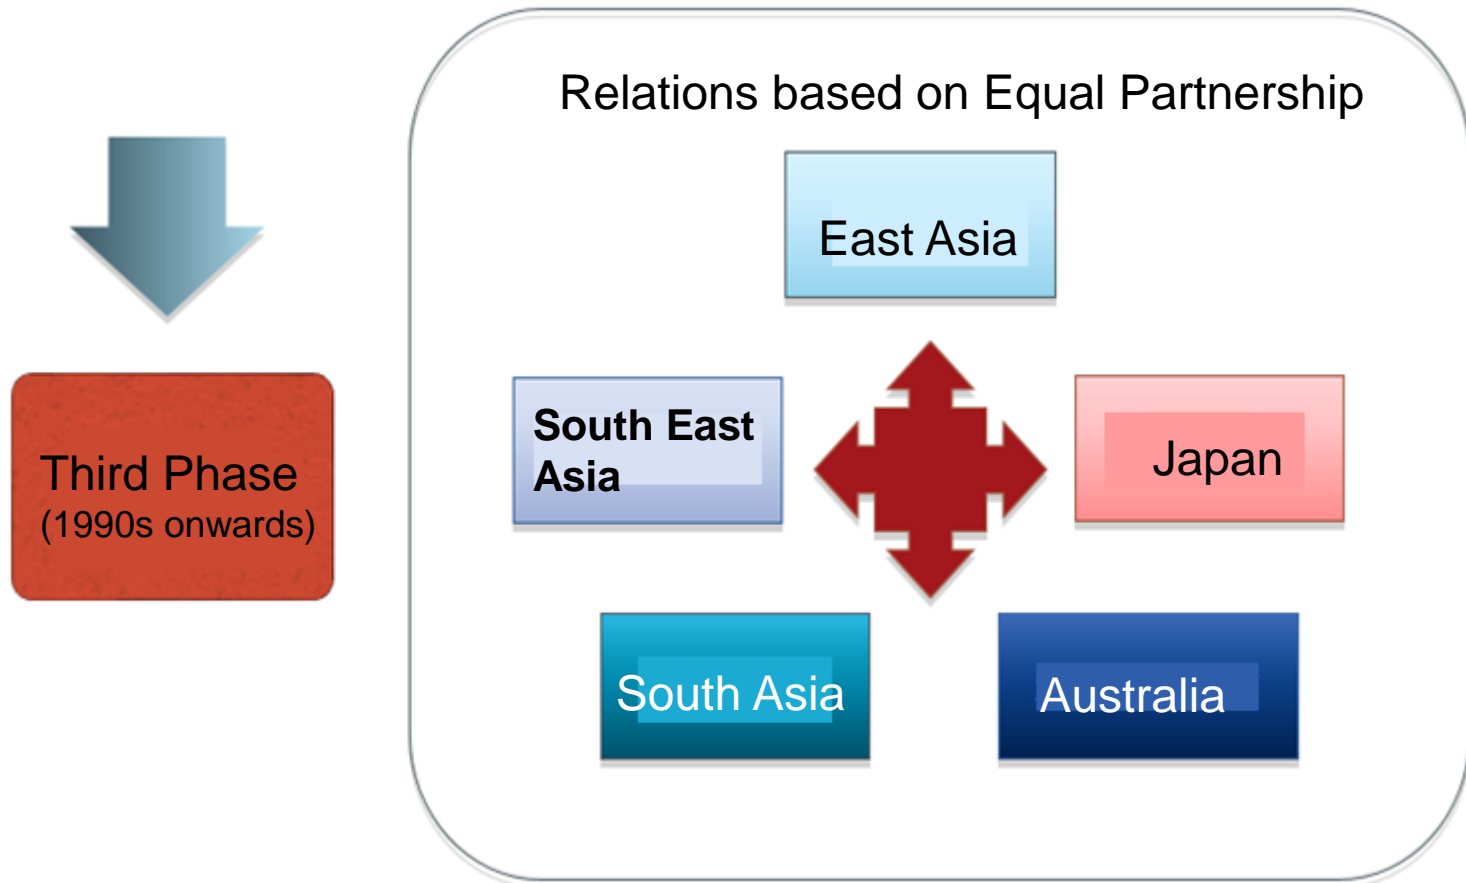 Relations based on Equal Partnership
East Asia
South East
Asia
Japan
Third Phase
(1990s onwards)
South Asia
Australia